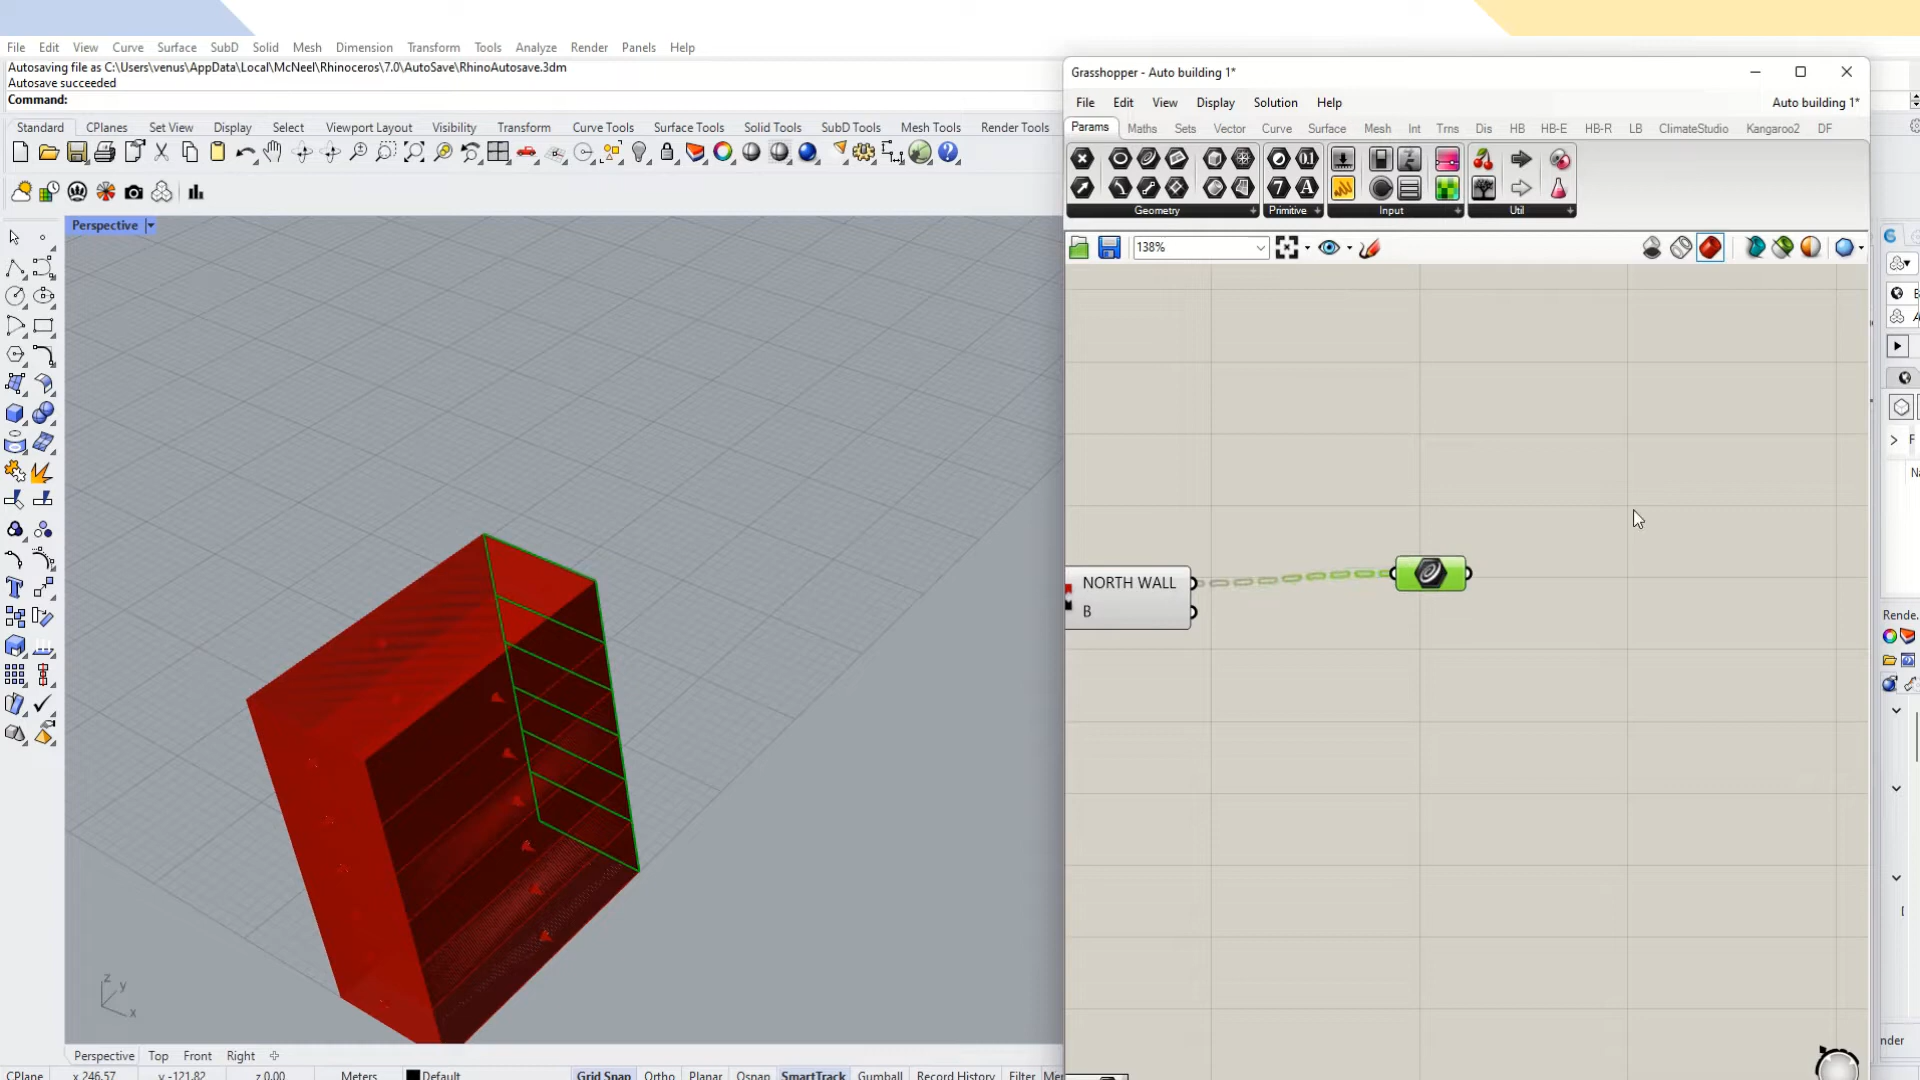 File Edit View Curve Surface SubD Solid Mesh Dimension Transform Tools Analyze Render Panels Help
Autosaving file as C:\Users\venus\AppData\Local\McNeel\Rhinoceros\7.0\AutoSave\RhinoAutosave.3dm
Autosave succeeded
Command:
Standard CPlanes Set View Display Select Viewport Layout Visibility Transform Curve Tools Surface Tools Solid Tools SubD Tools Mesh Tools Render Tools
Perspective
z
y
x
Perspective Top Front Right
CPlane x 246.57 y -121.82 z 0.00 Meters Default Grid Snap Ortho Planar Osnap SmartTrack Gumball Record History Filter
Grasshopper - Auto building 1*
File Edit View Display Solution Help Auto building 1*
Params Maths Sets Vector Curve Surface Mesh Int Trns Dis HB HB-E HB-R LB ClimateStudio Kangaroo2 DF
Geometry Primitive Input Util
138%
NORTH WALL
B
Rende.
nder